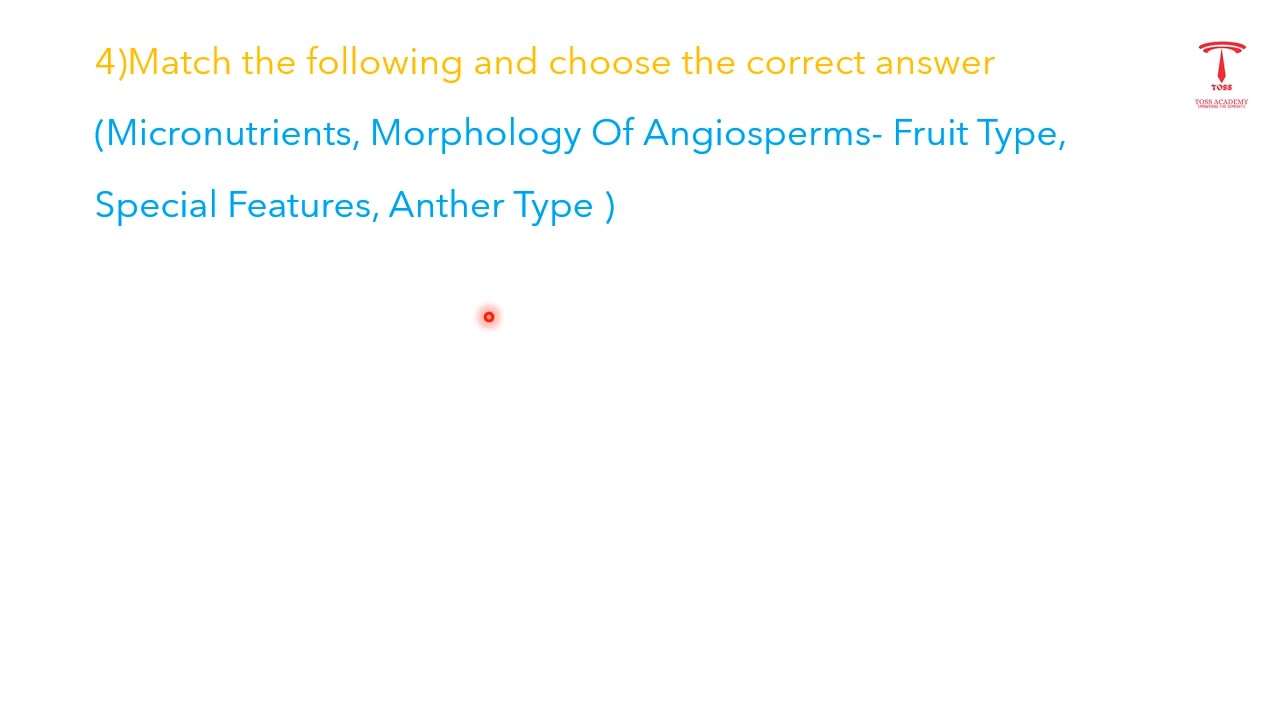 4)Match the following and choose the correct answer
(Micronutrients, Morphology Of Angiosperms- Fruit Type,
Special Features, Anther Type )
TOSS
TOSS ACADEMY